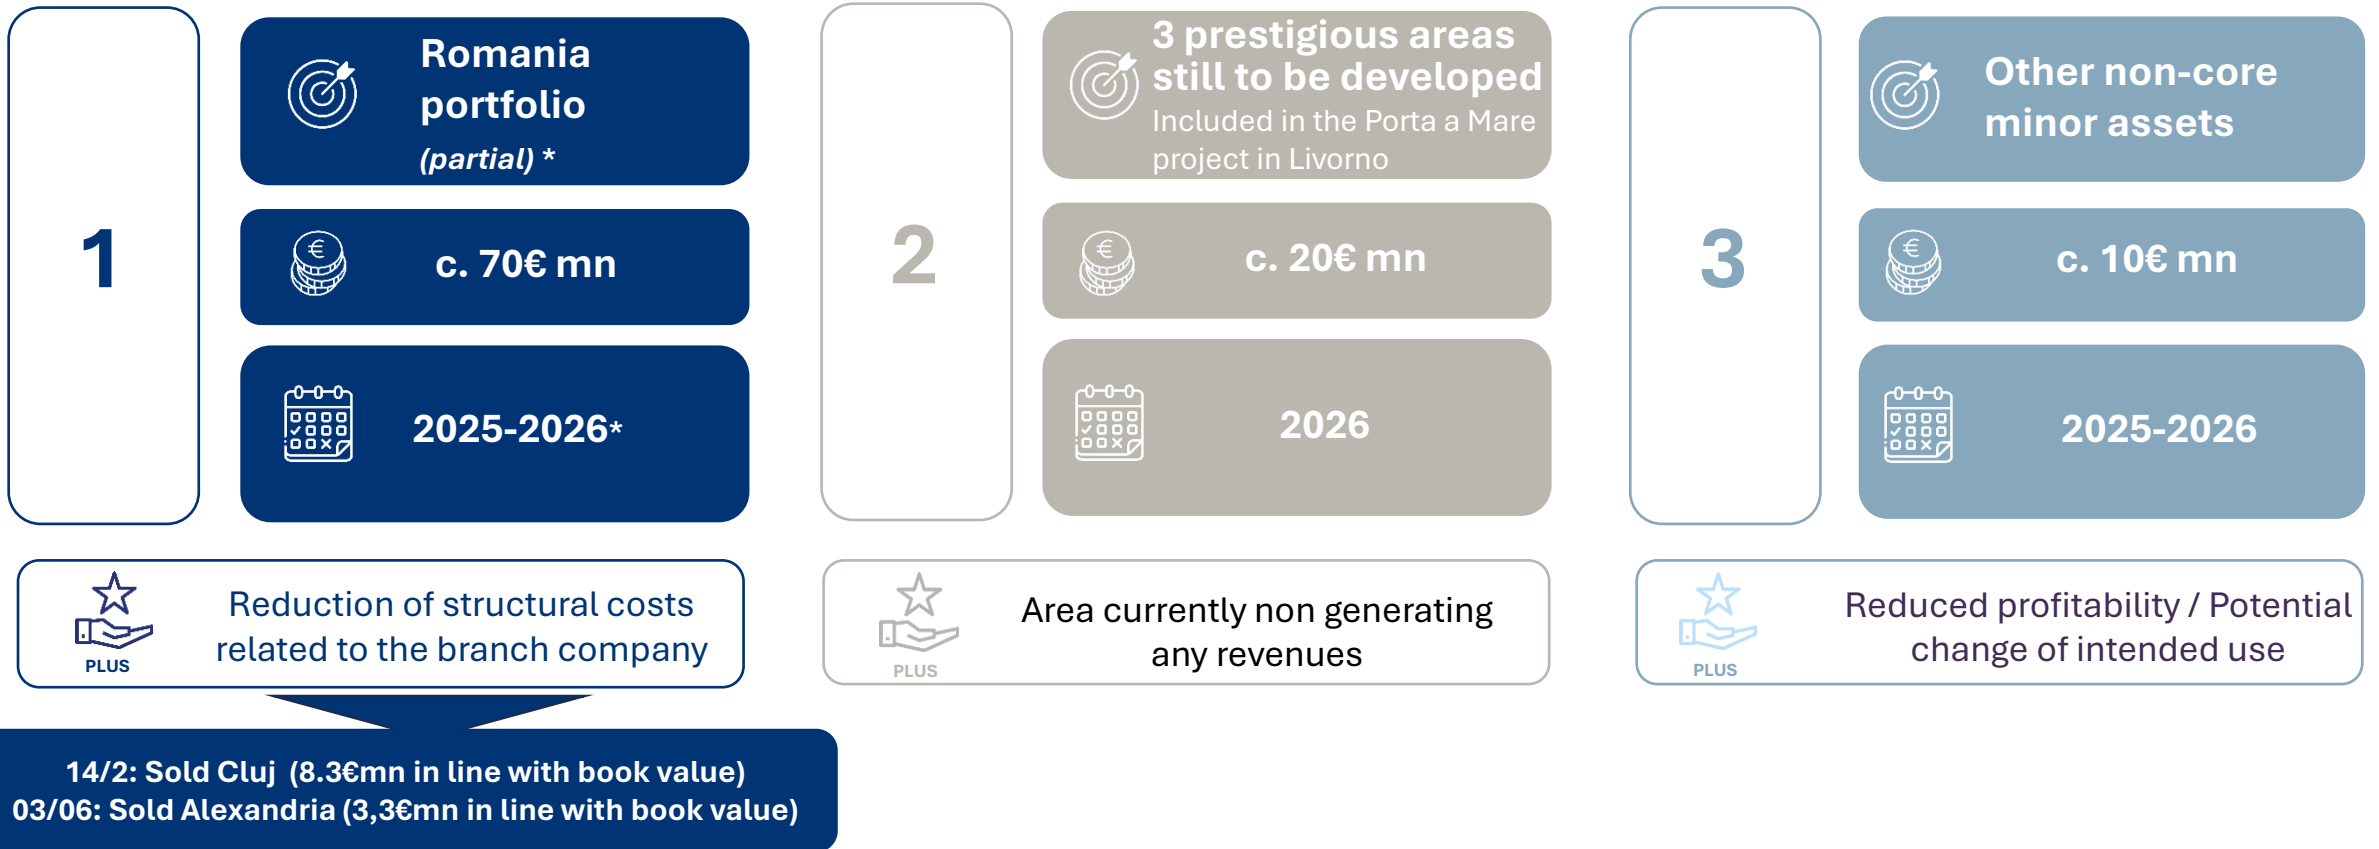 1
Romania
portfolio
(partial) *
c. 70€ mn
2025-2026*
PLUS
Reduction of structural costs
related to the branch company
14/2: Sold Cluj (8.3€mn in line with book value)
03/06: Sold Alexandria (3,3€mn in line with book value)
2
3 prestigious areas
still to be developed
Included in the Porta a Mare
project in Livorno
c. 20€ mn
2026
PLUS
Area currently non generating
any revenues
3
Other non-core
minor assets
c. 10€ mn
2025-2026
PLUS
Reduced profitability / Potential
change of intended use